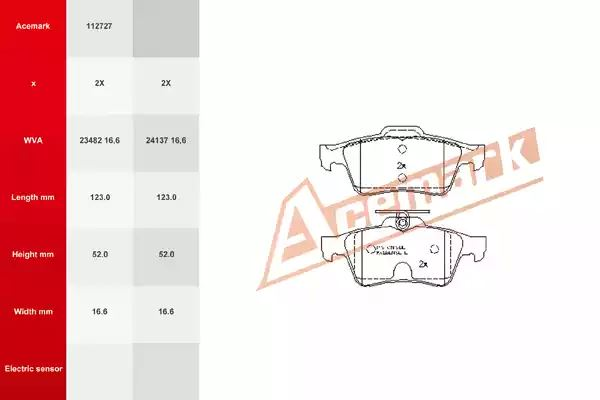 Acemark 112727
x 2X 2X
WVA 23482 16,6 24137 16,6
Length mm 123.0 123.0
Height mm 52.0 52.0
Width mm 16.6 16.6
Electric sensor
Acemark
2x
2x